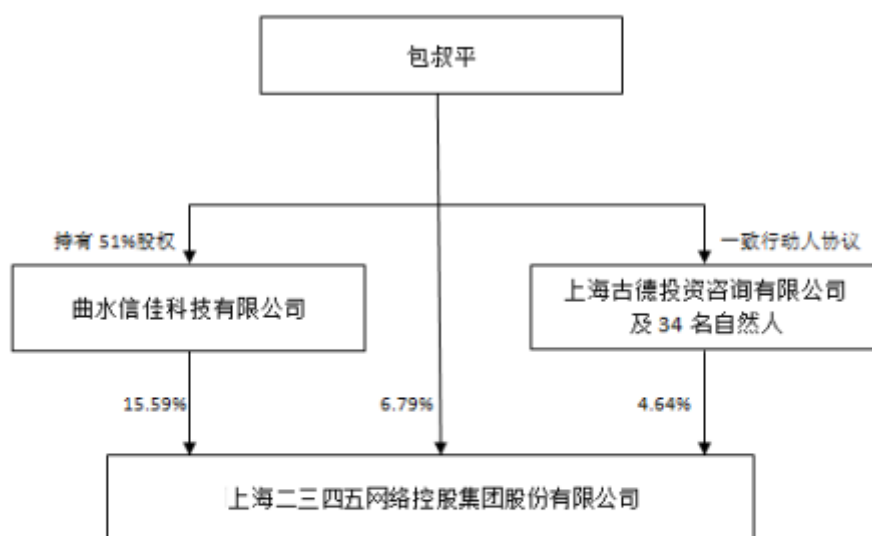 包叔平
持有 51%股权
一致行动人协议
曲水信佳科技有限公司
上海古德投资咨询有限公司
及 34 名自然人
15.59%
6.79%
4.64%
上海二三四五网络控股集团股份有限公司